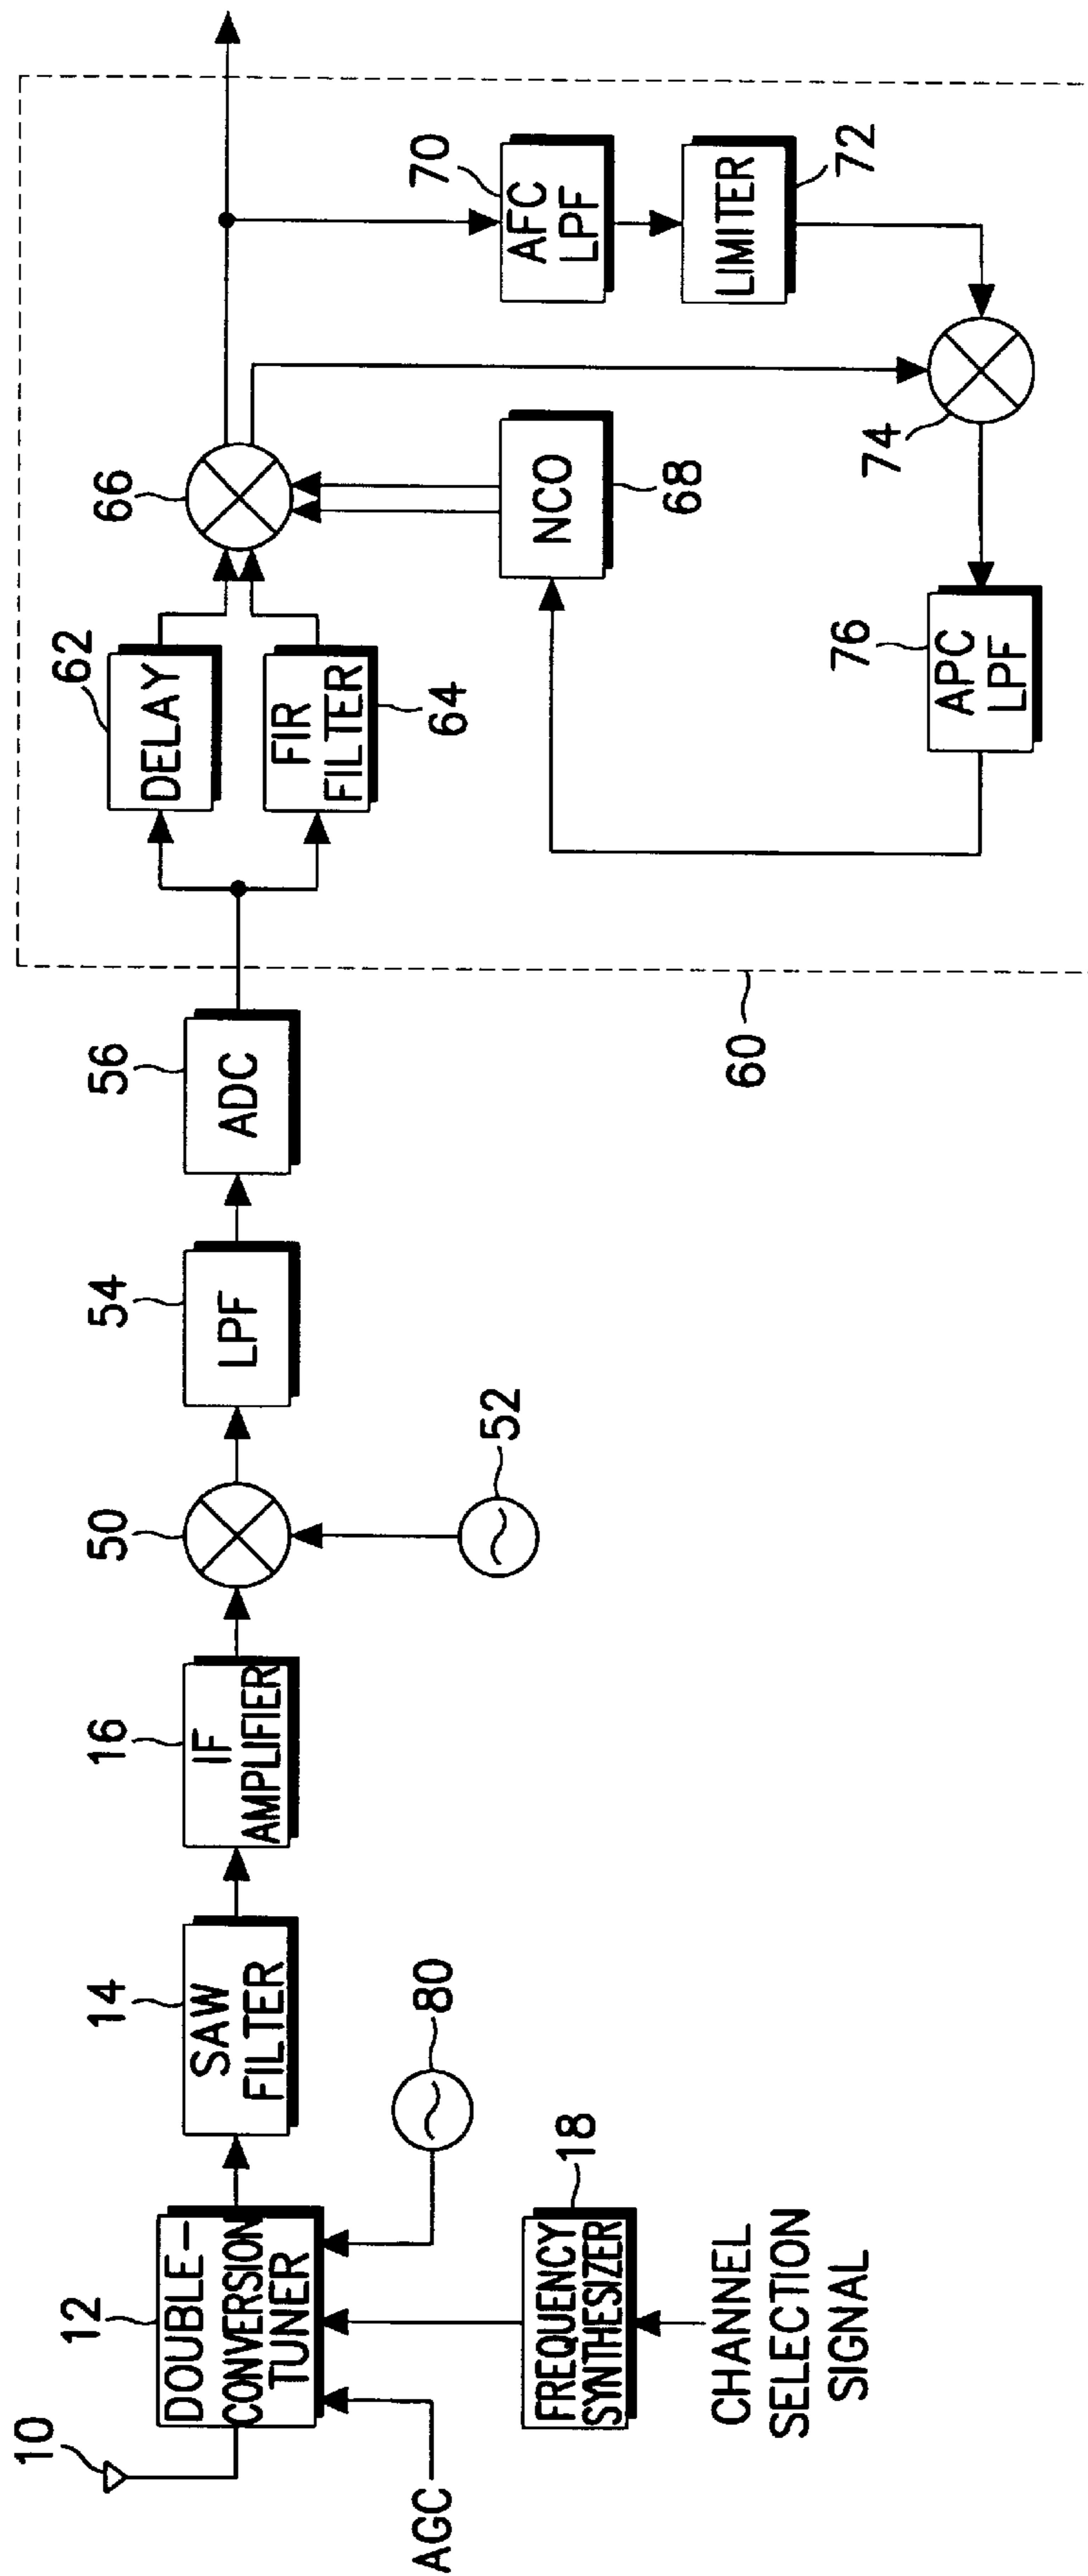 10
12
DOUBLE-
CONVERSION
TUNER
AGC
80
18
FREQUENCY
SYNTHESIZER
CHANNEL
SELECTION
SIGNAL
14
SAW
FILTER
16
IF
AMPLIFIER
50
52
54
LPF
56
ADC
60
62
DELAY
64
FIR
FILTER
66
68
NCO
70
AFC
LPF
72
LIMITER
74
76
APC
LPF